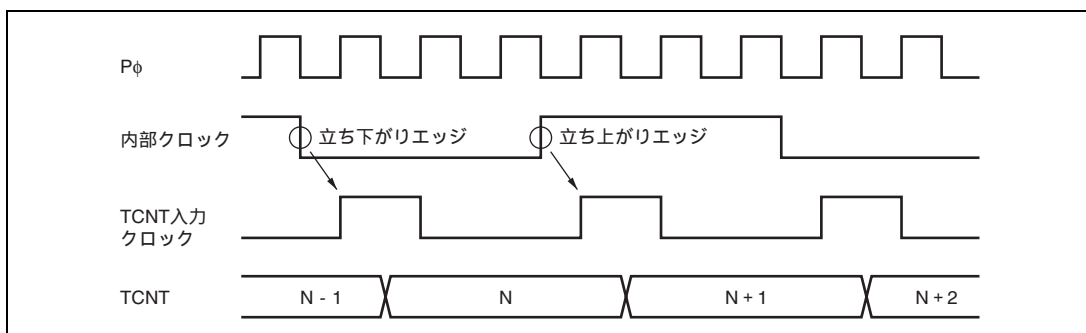 Pφ
内部クロック
立ち下がりエッジ
立ち上がりエッジ
TCNT入力
クロック
TCNT
N - 1
N
N + 1
N + 2